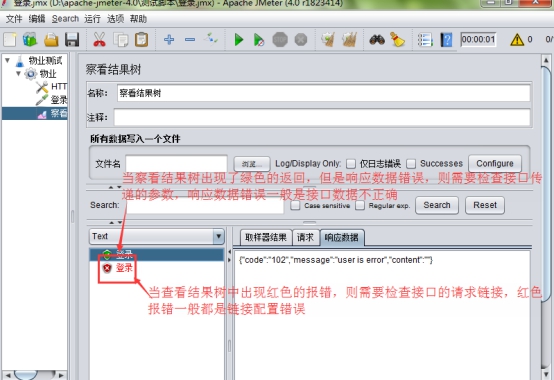 登录.jmx (D:\apache-jmeter-4.0\测试脚本\登录.jmx) - Apache JMeter (4.0 r1823414)
文件 编辑 Search 运行 选项 帮助
00:00:01 0 0/
物业测试
物业
HTT
登录
察看
察看结果树
名称: 察看结果树
注释:
所有数据写入一个文件
文件名 浏览... Log/Display Only: 仅日志错误 Successes Configure
当察看结果树出现了绿色的返回，但是响应数据错误，则需要检查接口传
递的参数，响应数据错误一般是接口数据不正确
Search: Case sensitive Regular exp. Search Reset
Text
取样器结果 请求 响应数据
登录
登录
{"code":"102","message":"user is error","content":""}
当查看结果树中出现红色的报错，则需要检查接口的请求链接，红色
报错一般都是链接配置错误